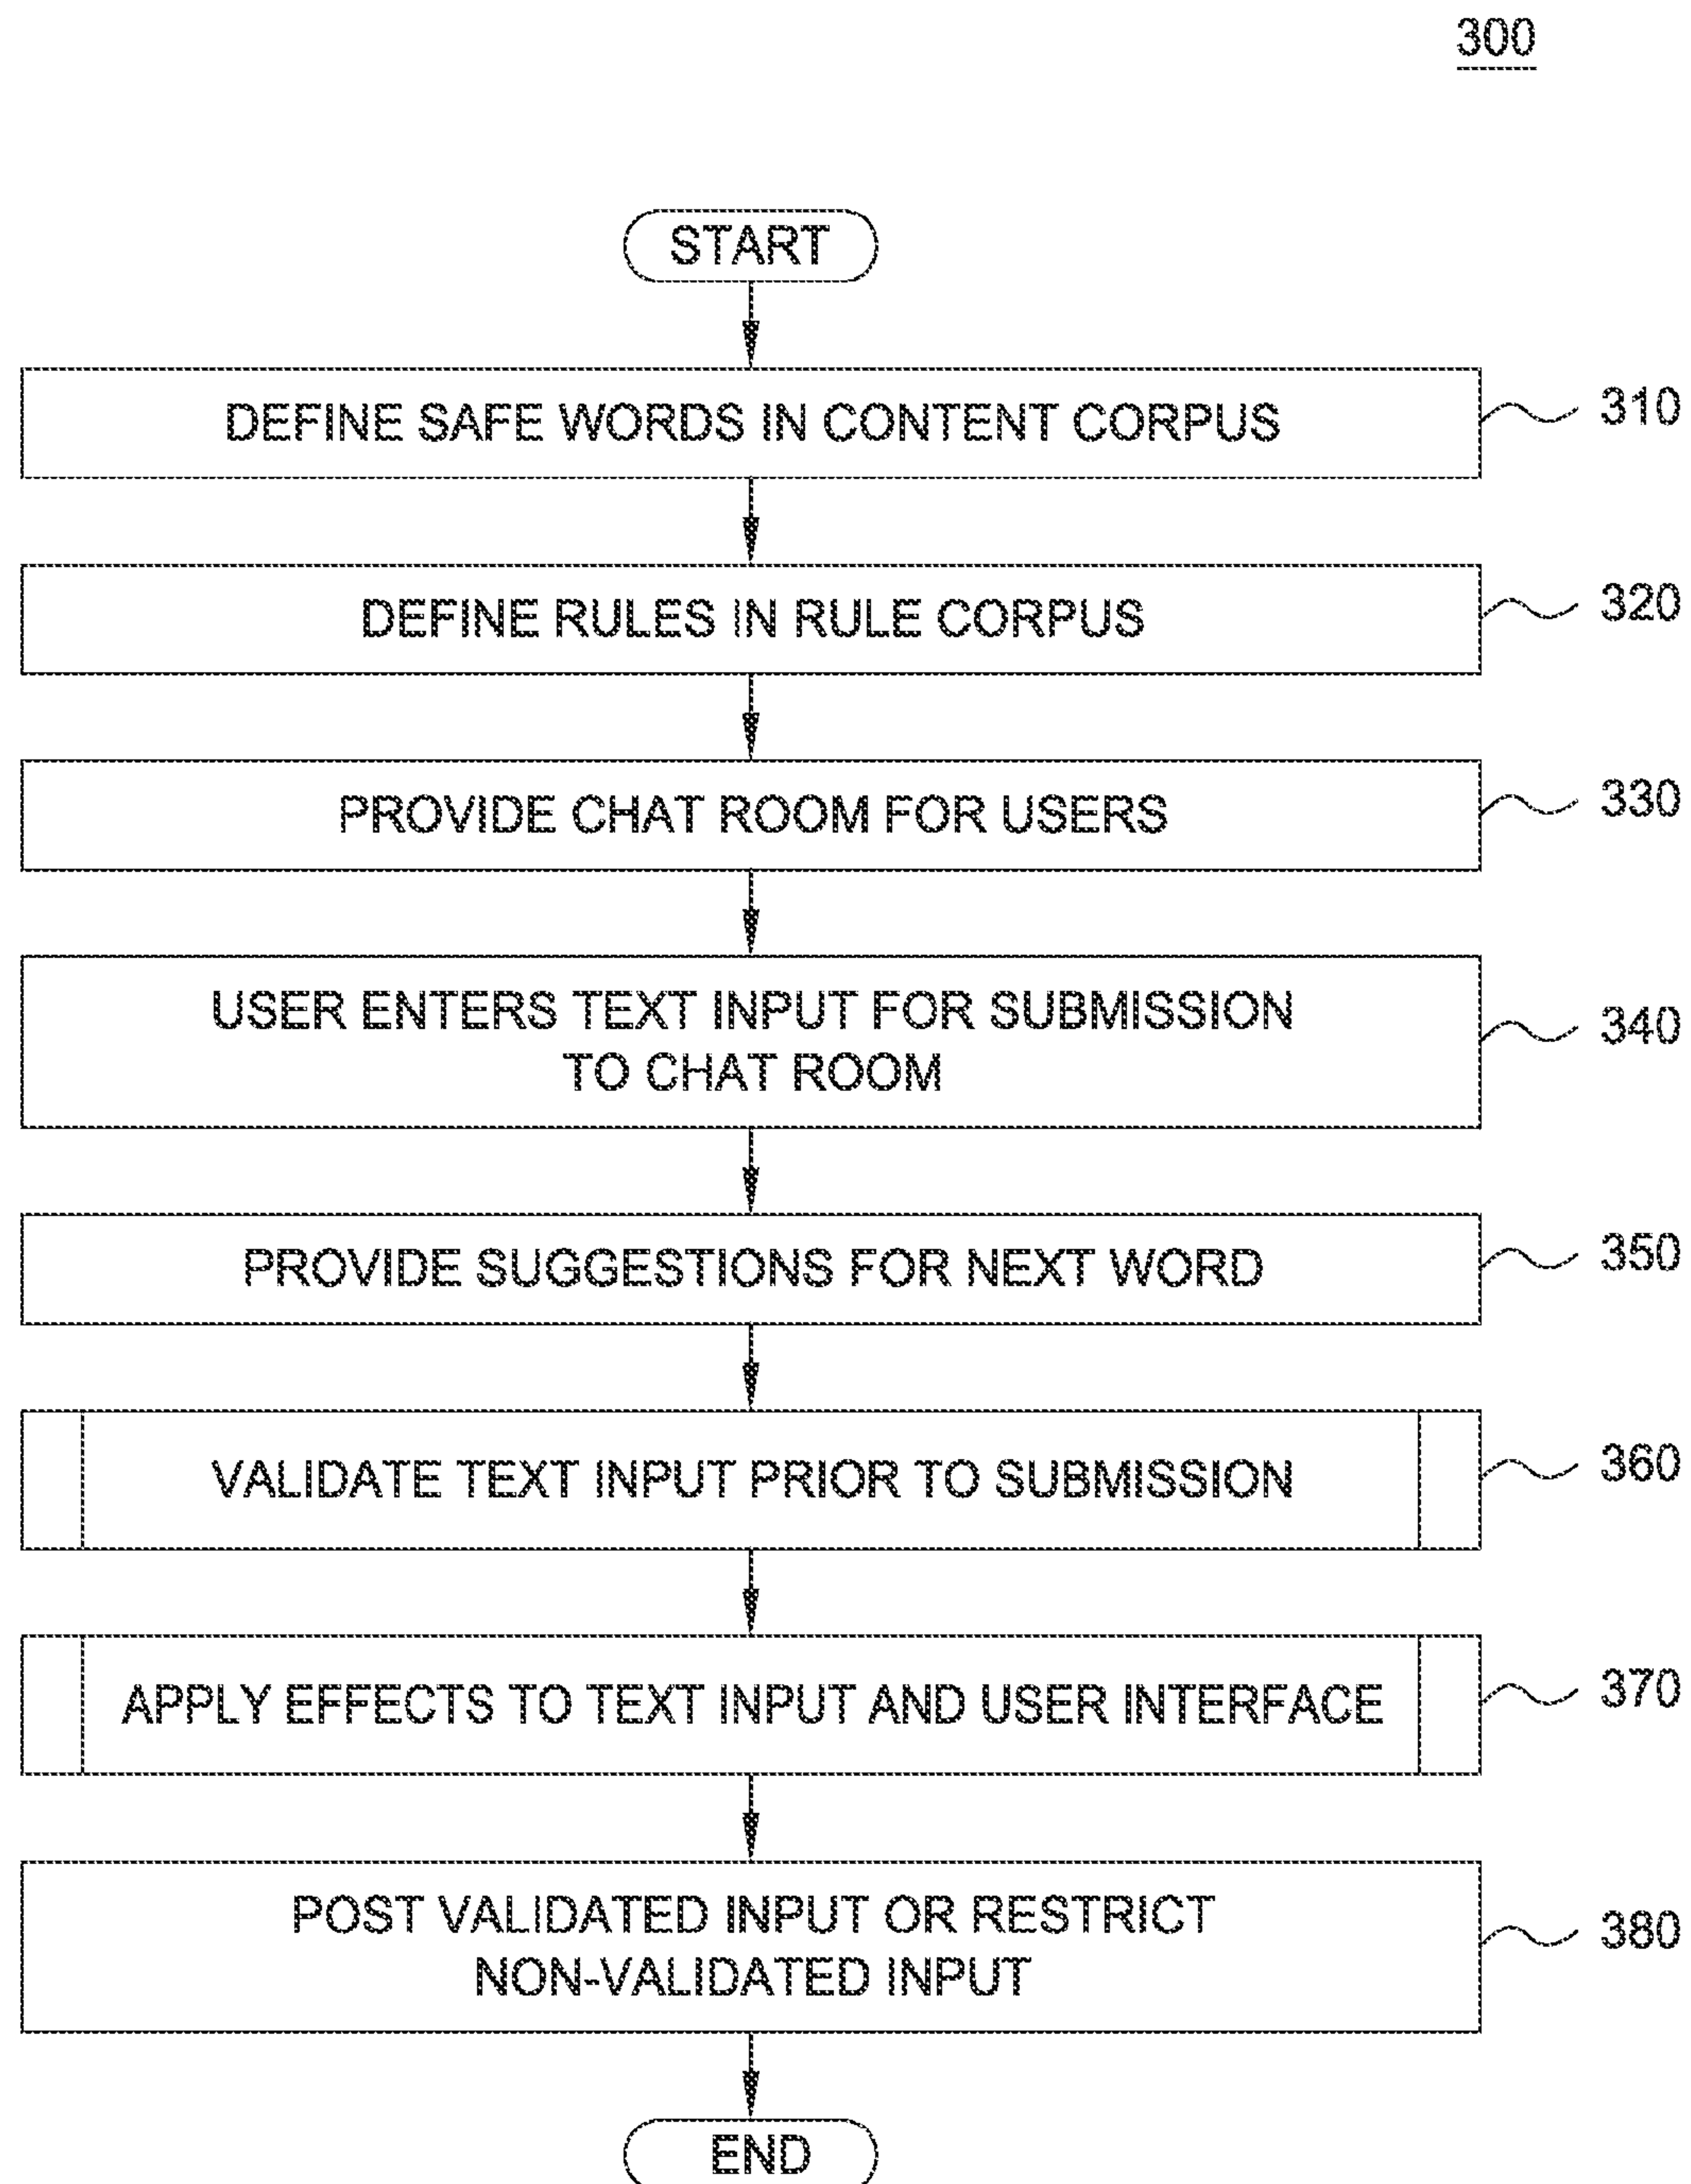 300
START
DEFINE SAFE WORDS IN CONTENT CORPUS
310
DEFINE RULES IN RULE CORPUS
320
PROVIDE CHAT ROOM FOR USERS
330
USER ENTERS TEXT INPUT FOR SUBMISSION
TO CHAT ROOM
340
PROVIDE SUGGESTIONS FOR NEXT WORD
350
VALIDATE TEXT INPUT PRIOR TO SUBMISSION
360
APPLY EFFECTS TO TEXT INPUT AND USER INTERFACE
370
POST VALIDATED INPUT OR RESTRICT
NON-VALIDATED INPUT
380
END